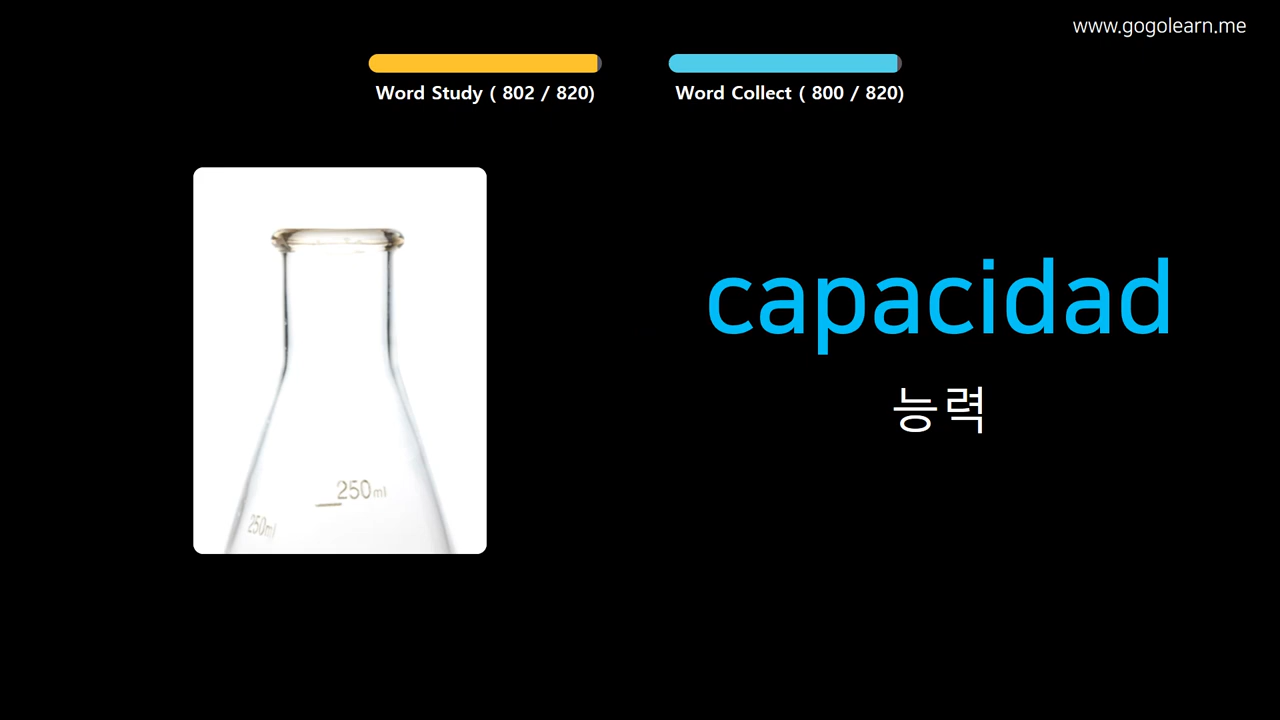 www.gogolearn.me
Word Study ( 802 / 820)
Word Collect ( 800 / 820)
capacidad
능력
250ml
250ml